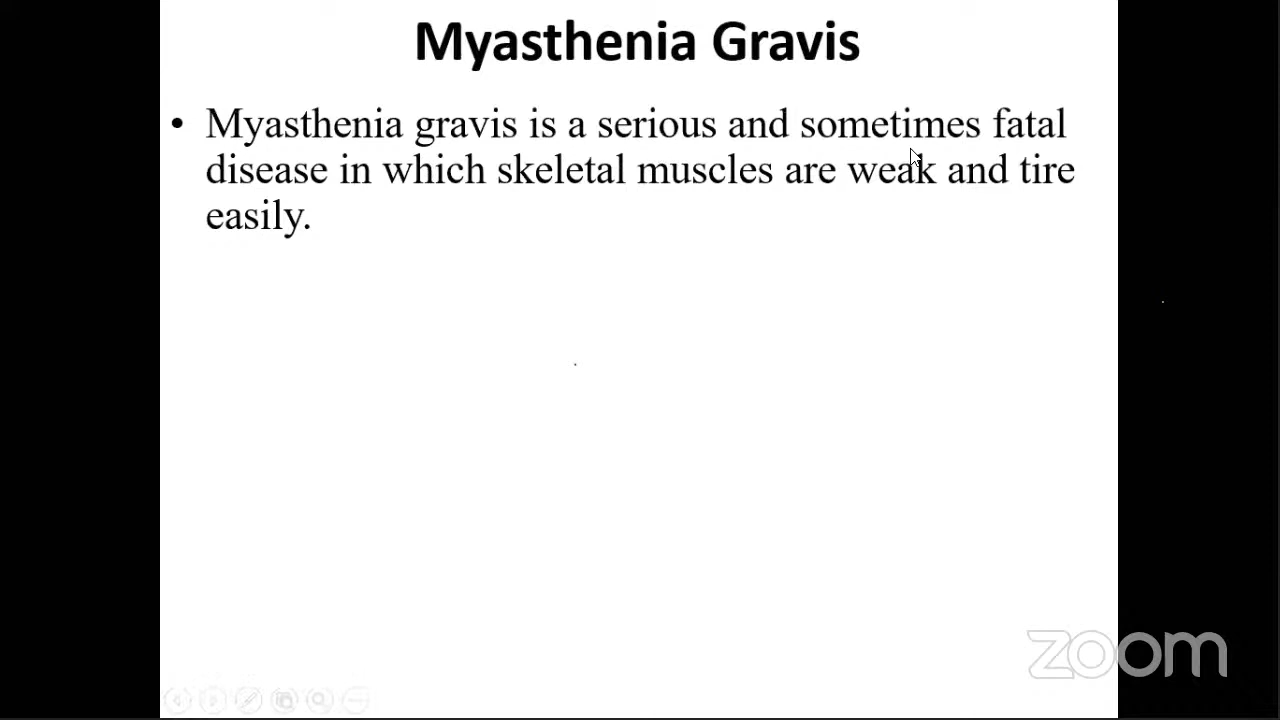 Myasthenia Gravis
• Myasthenia gravis is a serious and sometimes fatal
disease in which skeletal muscles are weak and tire
easily.
zoom